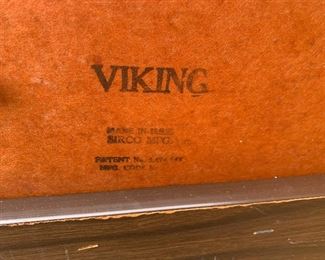 VIKING
MADE IN U.S.A.
SIRCO MFG.
PATENT No.
MFG. CODE